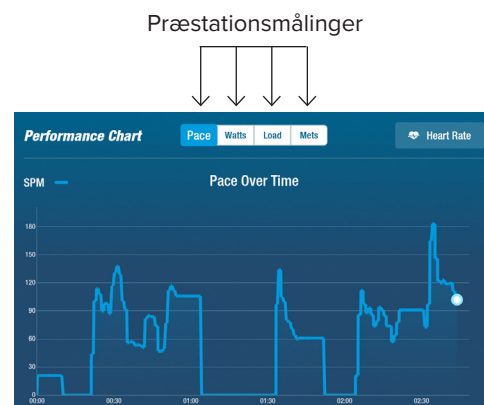 Præstationsmålinger
Performance Chart Pace Watts Load Mets Heart Rate
SPM Pace Over Time
180
150
120
90
60
30
0
00:00 00:30 01:00 01:30 02:00 02:30